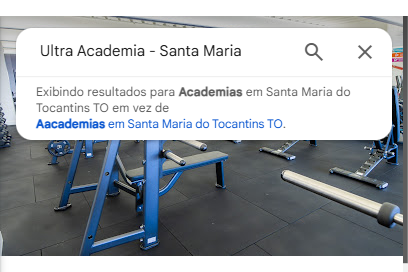 Ultra Academia - Santa Maria
Exibindo resultados para Academias em Santa Maria do
Tocantins TO em vez de
Aacademias em Santa Maria do Tocantins TO.